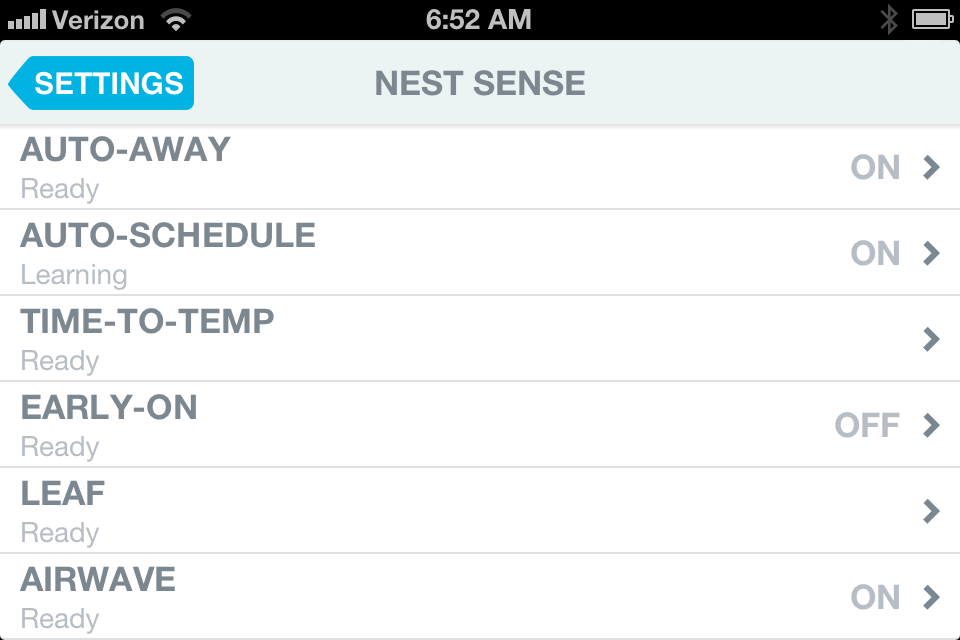 Verizon 6:52 AM
SETTINGS NEST SENSE
AUTO-AWAY
Ready
ON
AUTO-SCHEDULE
Learning
ON
TIME-TO-TEMP
Ready
EARLY-ON
Ready
OFF
LEAF
Ready
AIRWAVE
Ready
ON